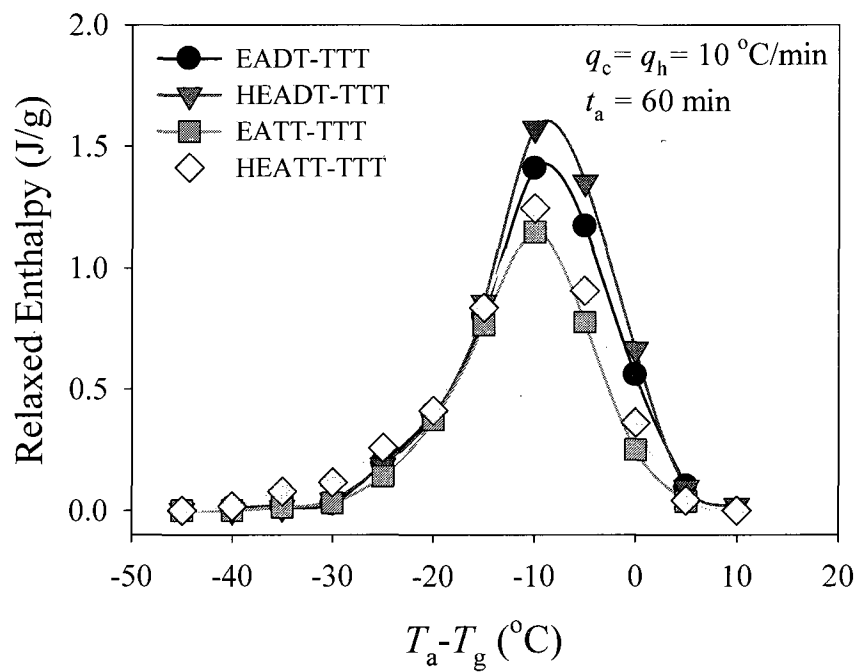 2.0
1.5
1.0
0.5
0.0
Relaxed Enthalpy (J/g)
EADT-TTT
HEADT-TTT
EATT-TTT
HEATT-TTT
q_c = q_h = 10 °C/min
t_a = 60 min
-50 -40 -30 -20 -10 0 10 20
T_a-T_g (°C)